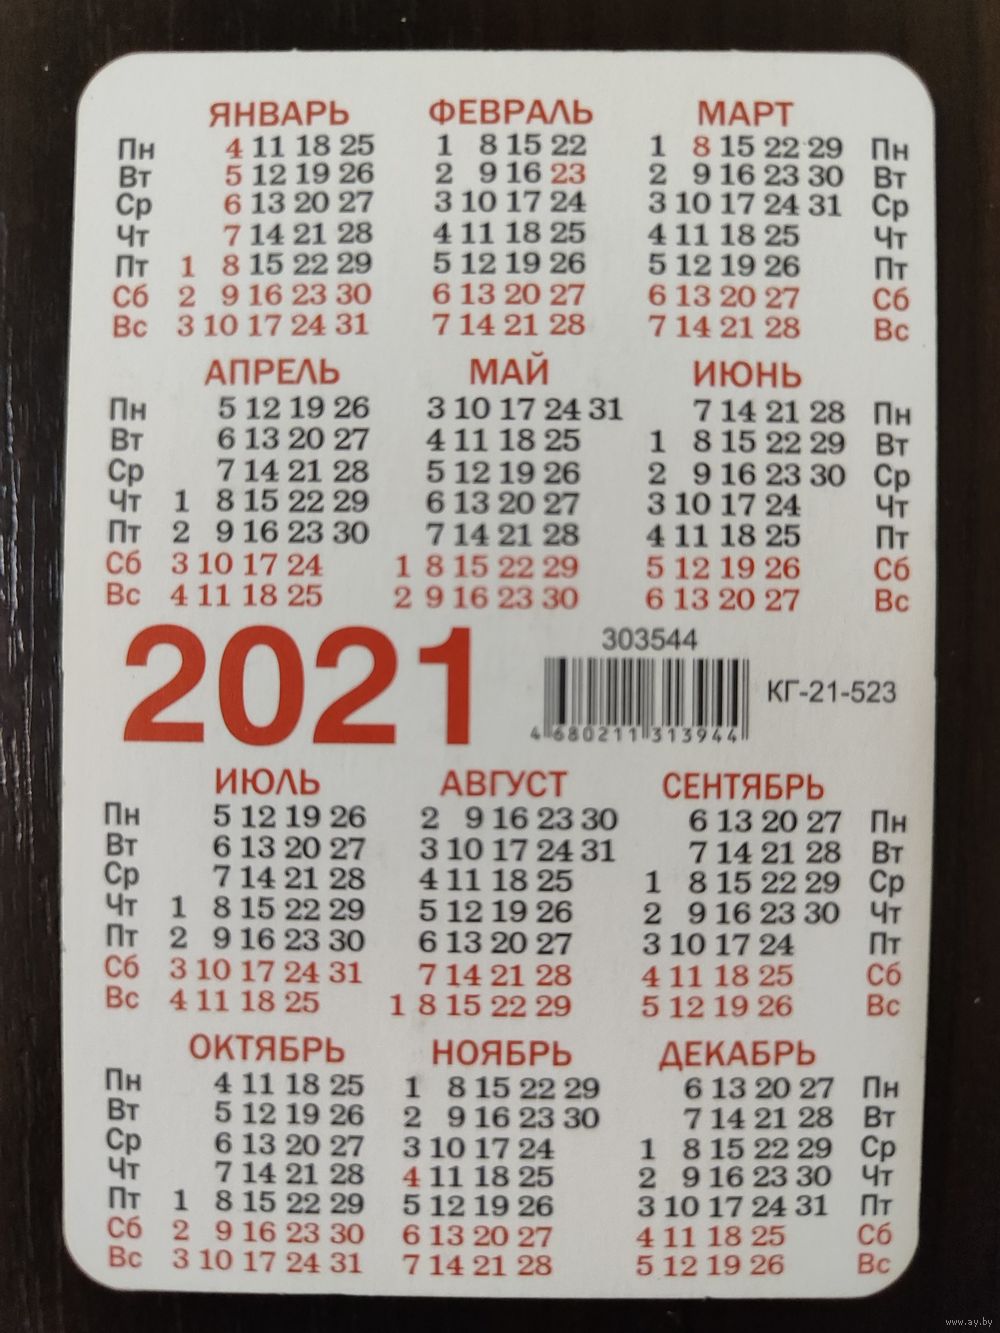 ЯНВАРЬ ФЕВРАЛЬ МАРТ
Пн 4 11 18 25 1 8 15 22 1 8 15 22 29 Пн
Вт 5 12 19 26 2 9 16 23 2 9 16 23 30 Вт
Ср 6 13 20 27 3 10 17 24 3 10 17 24 31 Ср
Чт 7 14 21 28 4 11 18 25 4 11 18 25 Чт
Пт 1 8 15 22 29 5 12 19 26 5 12 19 26 Пт
Сб 2 9 16 23 30 6 13 20 27 6 13 20 27 Сб
Вс 3 10 17 24 31 7 14 21 28 7 14 21 28 Вс
АПРЕЛЬ МАЙ ИЮНЬ
Пн 5 12 19 26 3 10 17 24 31 7 14 21 28 Пн
Вт 6 13 20 27 4 11 18 25 1 8 15 22 29 Вт
Ср 7 14 21 28 5 12 19 26 2 9 16 23 30 Ср
Чт 1 8 15 22 29 6 13 20 27 3 10 17 24 Чт
Пт 2 9 16 23 30 7 14 21 28 4 11 18 25 Пт
Сб 3 10 17 24 1 8 15 22 29 5 12 19 26 Сб
Вс 4 11 18 25 2 9 16 23 30 6 13 20 27 Вс
2021
303544
КГ-21-523
4 680211 313944
ИЮЛЬ АВГУСТ СЕНТЯБРЬ
Пн 5 12 19 26 2 9 16 23 30 6 13 20 27 Пн
Вт 6 13 20 27 3 10 17 24 31 7 14 21 28 Вт
Ср 7 14 21 28 4 11 18 25 1 8 15 22 29 Ср
Чт 1 8 15 22 29 5 12 19 26 2 9 16 23 30 Чт
Пт 2 9 16 23 30 6 13 20 27 3 10 17 24 Пт
Сб 3 10 17 24 31 7 14 21 28 4 11 18 25 Сб
Вс 4 11 18 25 1 8 15 22 29 5 12 19 26 Вс
ОКТЯБРЬ НОЯБРЬ ДЕКАБРЬ
Пн 4 11 18 25 1 8 15 22 29 6 13 20 27 Пн
Вт 5 12 19 26 2 9 16 23 30 7 14 21 28 Вт
Ср 6 13 20 27 3 10 17 24 1 8 15 22 29 Ср
Чт 7 14 21 28 4 11 18 25 2 9 16 23 30 Чт
Пт 1 8 15 22 29 5 12 19 26 3 10 17 24 31 Пт
Сб 2 9 16 23 30 6 13 20 27 4 11 18 25 Сб
Вс 3 10 17 24 31 7 14 21 28 5 12 19 26 Вс
www.ay.by